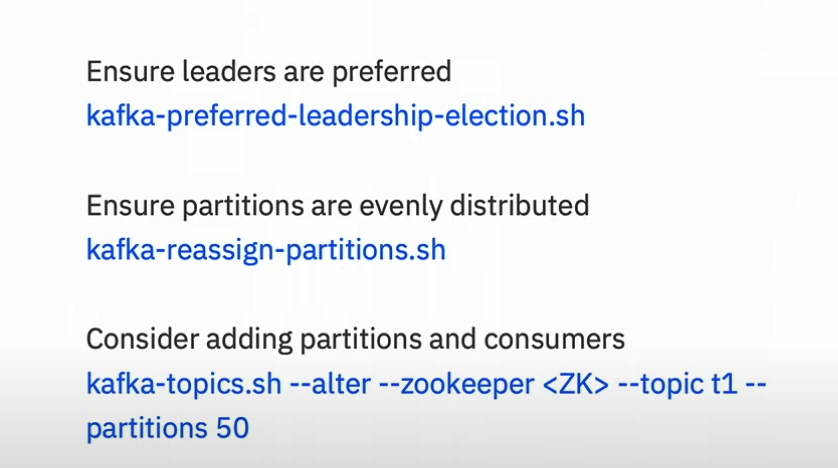 Ensure leaders are preferred
kafka-preferred-leadership-election.sh
Ensure partitions are evenly distributed
kafka-reassign-partitions.sh
Consider adding partitions and consumers
kafka-topics.sh --alter --zookeeper <ZK> --topic t1 --
partitions 50